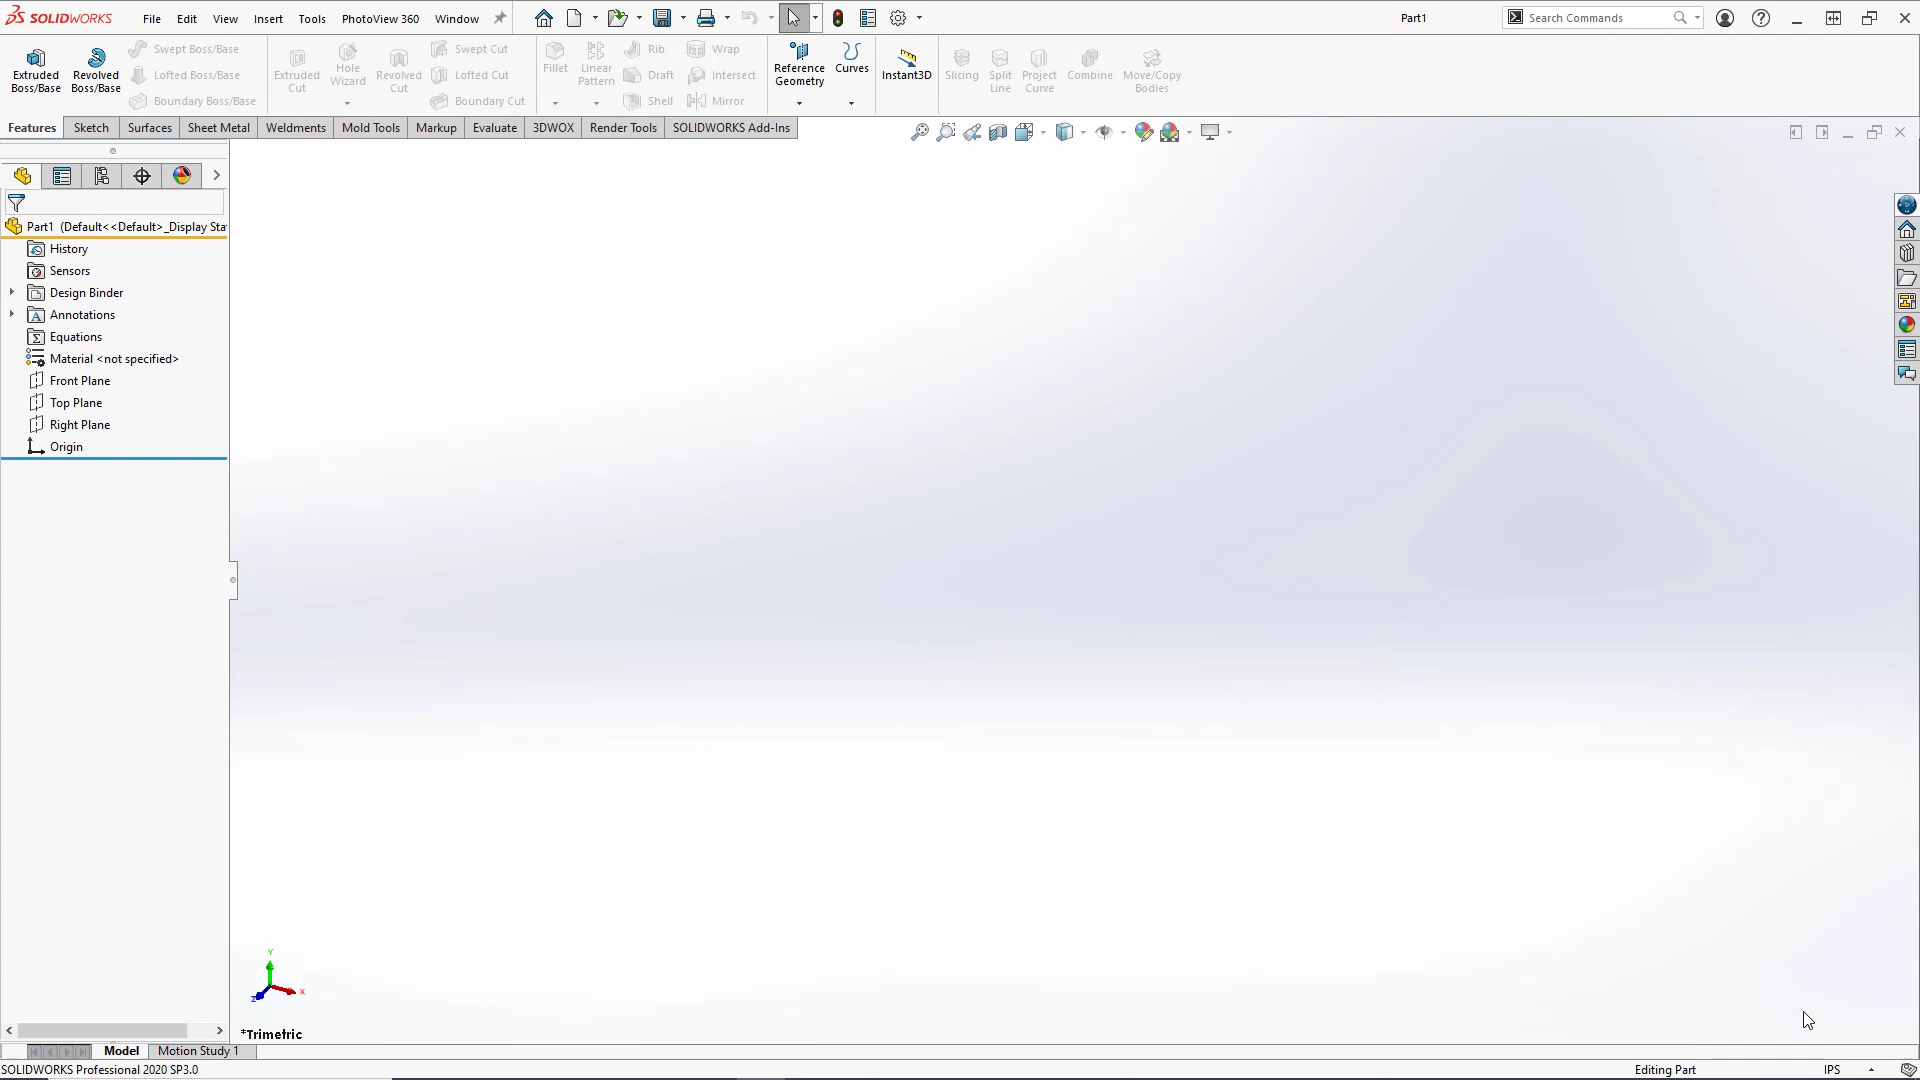 SOLIDWORKS File Edit View Insert Tools PhotoView 360 Window Part1 Search Commands
Extruded Boss/Base
Revolved Boss/Base
Swept Boss/Base
Lofted Boss/Base
Boundary Boss/Base
Extruded Cut
Hole Wizard
Revolved Cut
Swept Cut
Lofted Cut
Boundary Cut
Fillet
Linear Pattern
Rib
Draft
Shell
Wrap
Intersect
Mirror
Reference Geometry
Curves
Instant3D
Slicing
Split Line
Project Curve
Combine
Move/Copy Bodies
Features Sketch Surfaces Sheet Metal Weldments Mold Tools Markup Evaluate 3DWOX Render Tools SOLIDWORKS Add-Ins
Part1 (Default<<Default>_Display Sta
History
Sensors
Design Binder
Annotations
Equations
Material <not specified>
Front Plane
Top Plane
Right Plane
Origin
Y
X
Z
*Trimetric
Model Motion Study 1
SOLIDWORKS Professional 2020 SP3.0 Editing Part IPS